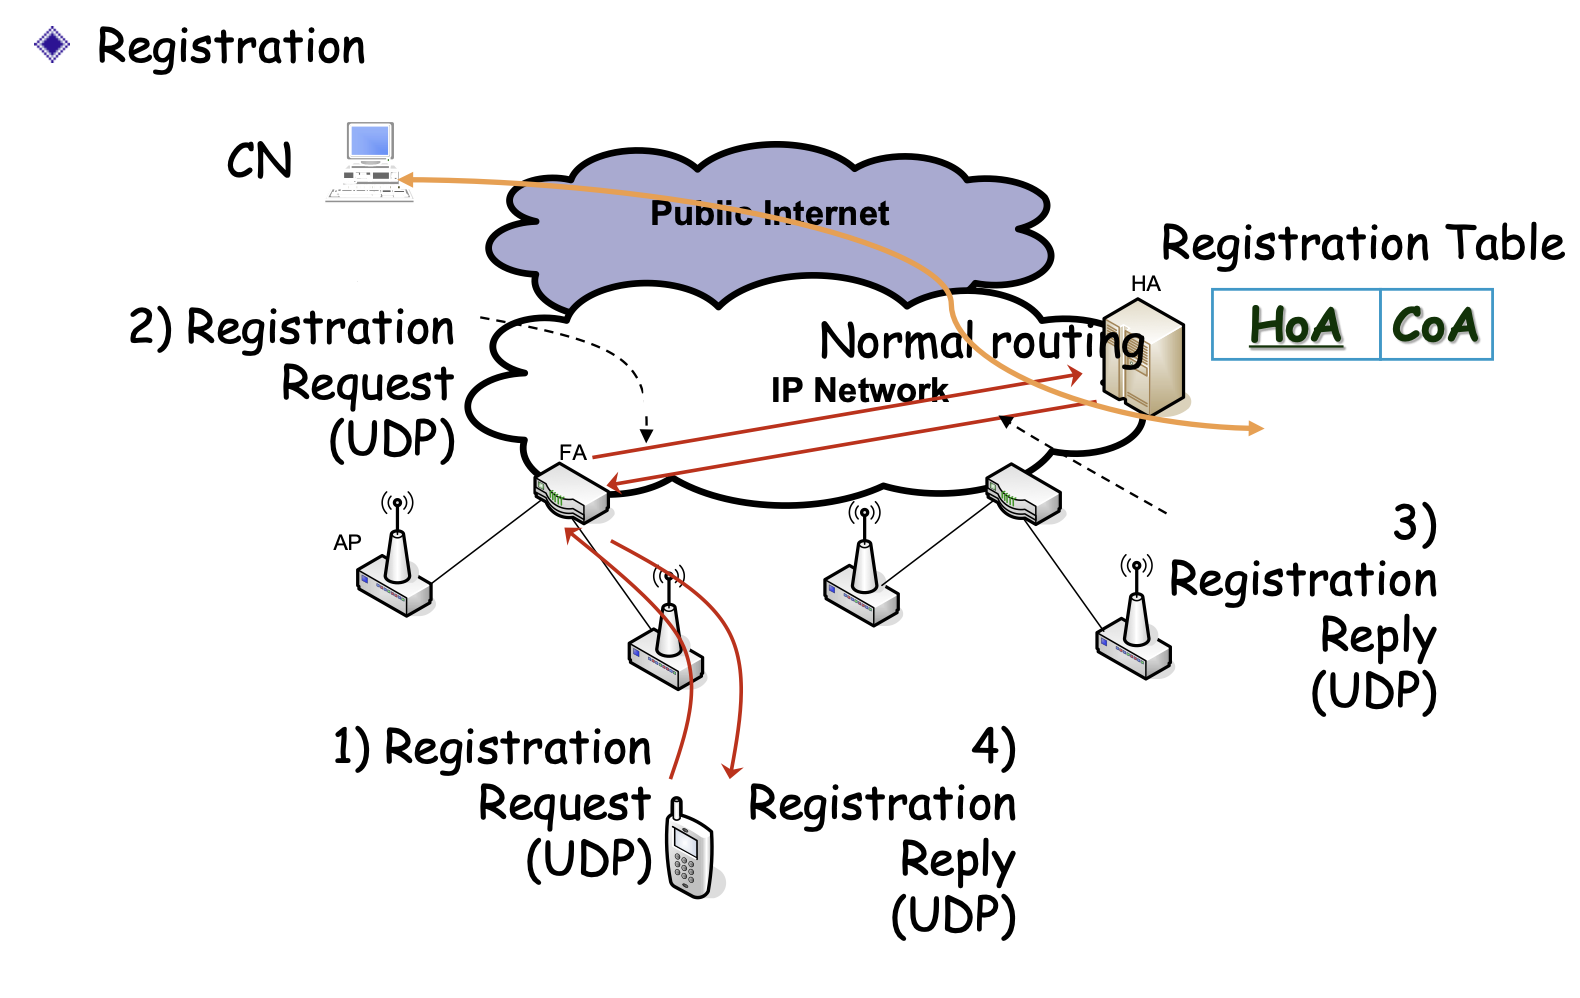 Registration
CN
Public Internet
Registration Table
HA
HoA CoA
2) Registration
Request
(UDP)
Normal routing
IP Network
FA
AP
3)
Registration
Reply
(UDP)
1) Registration
Request
(UDP)
4)
Registration
Reply
(UDP)